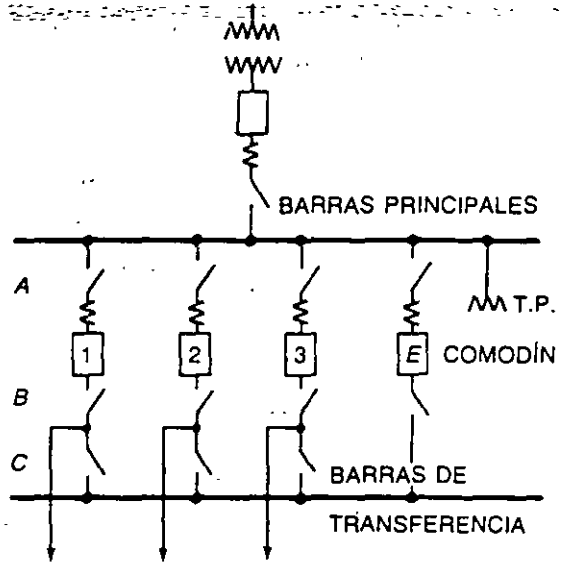 BARRAS PRINCIPALES
A
T.P.
1
2
3
E
COMODÍN
B
C
BARRAS DE
TRANSFERENCIA